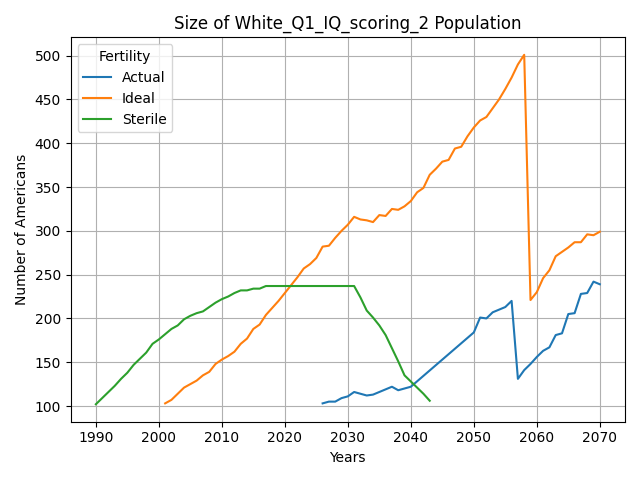 Size of White_Q1_IQ_scoring_2 Population
Fertility
Actual
Ideal
Sterile
Number of Americans
500
450
400
350
300
250
200
150
100
1990 2000 2010 2020 2030 2040 2050 2060 2070
Years